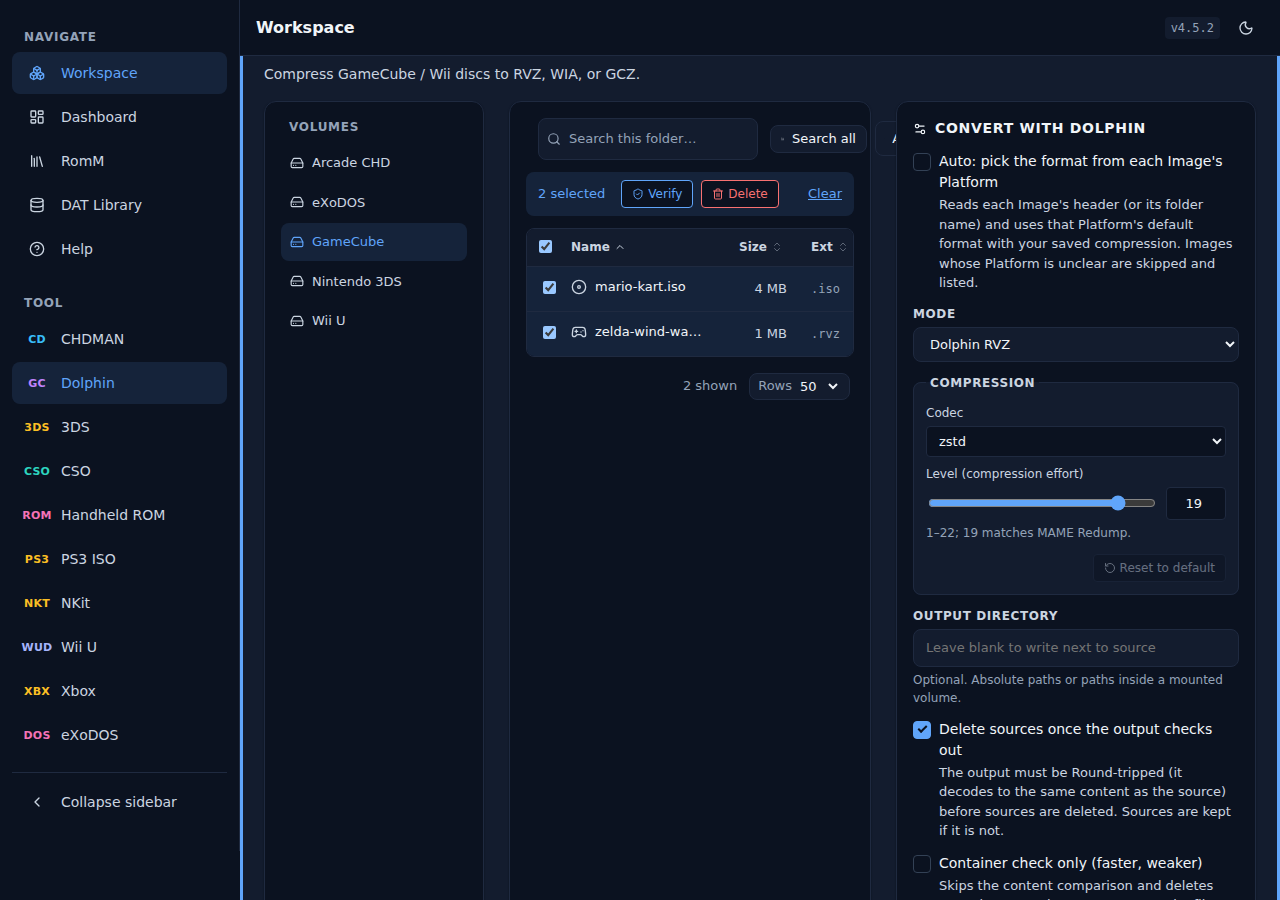 NAVIGATE
Workspace
Dashboard
RomM
DAT Library
Help
TOOL
CD CHDMAN
GC Dolphin
3DS 3DS
CSO CSO
ROM Handheld ROM
PS3 PS3 ISO
NKT NKit
WUD Wii U
XBX Xbox
DOS eXoDOS
Collapse sidebar
Workspace
v4.5.2
Compress GameCube / Wii discs to RVZ, WIA, or GCZ.
VOLUMES
Arcade CHD
eXoDOS
GameCube
Nintendo 3DS
Wii U
Search this folder…
Search all
2 selected
Verify
Delete
Clear
Name Size Ext
mario-kart.iso 4 MB .iso
zelda-wind-wa… 1 MB .rvz
2 shown
Rows 50
CONVERT WITH DOLPHIN
Auto: pick the format from each Image's
Platform
Reads each Image's header (or its folder
name) and uses that Platform's default
format with your saved compression. Images
whose Platform is unclear are skipped and
listed.
MODE
Dolphin RVZ
COMPRESSION
Codec
zstd
Level (compression effort)
19
1–22; 19 matches MAME Redump.
Reset to default
OUTPUT DIRECTORY
Leave blank to write next to source
Optional. Absolute paths or paths inside a mounted
volume.
Delete sources once the output checks
out
The output must be Round-tripped (it
decodes to the same content as the source)
before sources are deleted. Sources are kept
if it is not.
Container check only (faster, weaker)
Skips the content comparison and deletes